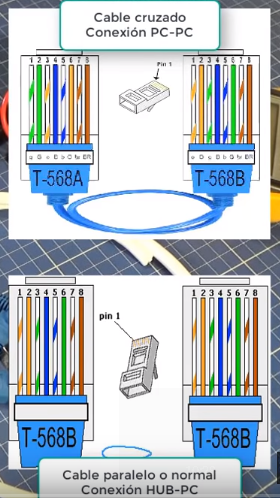 Cable cruzado
Conexión PC-PC
1 2 3 4 5 6 7 8
Pin 1
1 2 3 4 5 6 7 8
T-568A
T-568B
1 2 3 4 5 6 7 8
pin 1
1 2 3 4 5 6 7 8
T-568B
T-568B
Cable paralelo o normal
Conexión HUB-PC